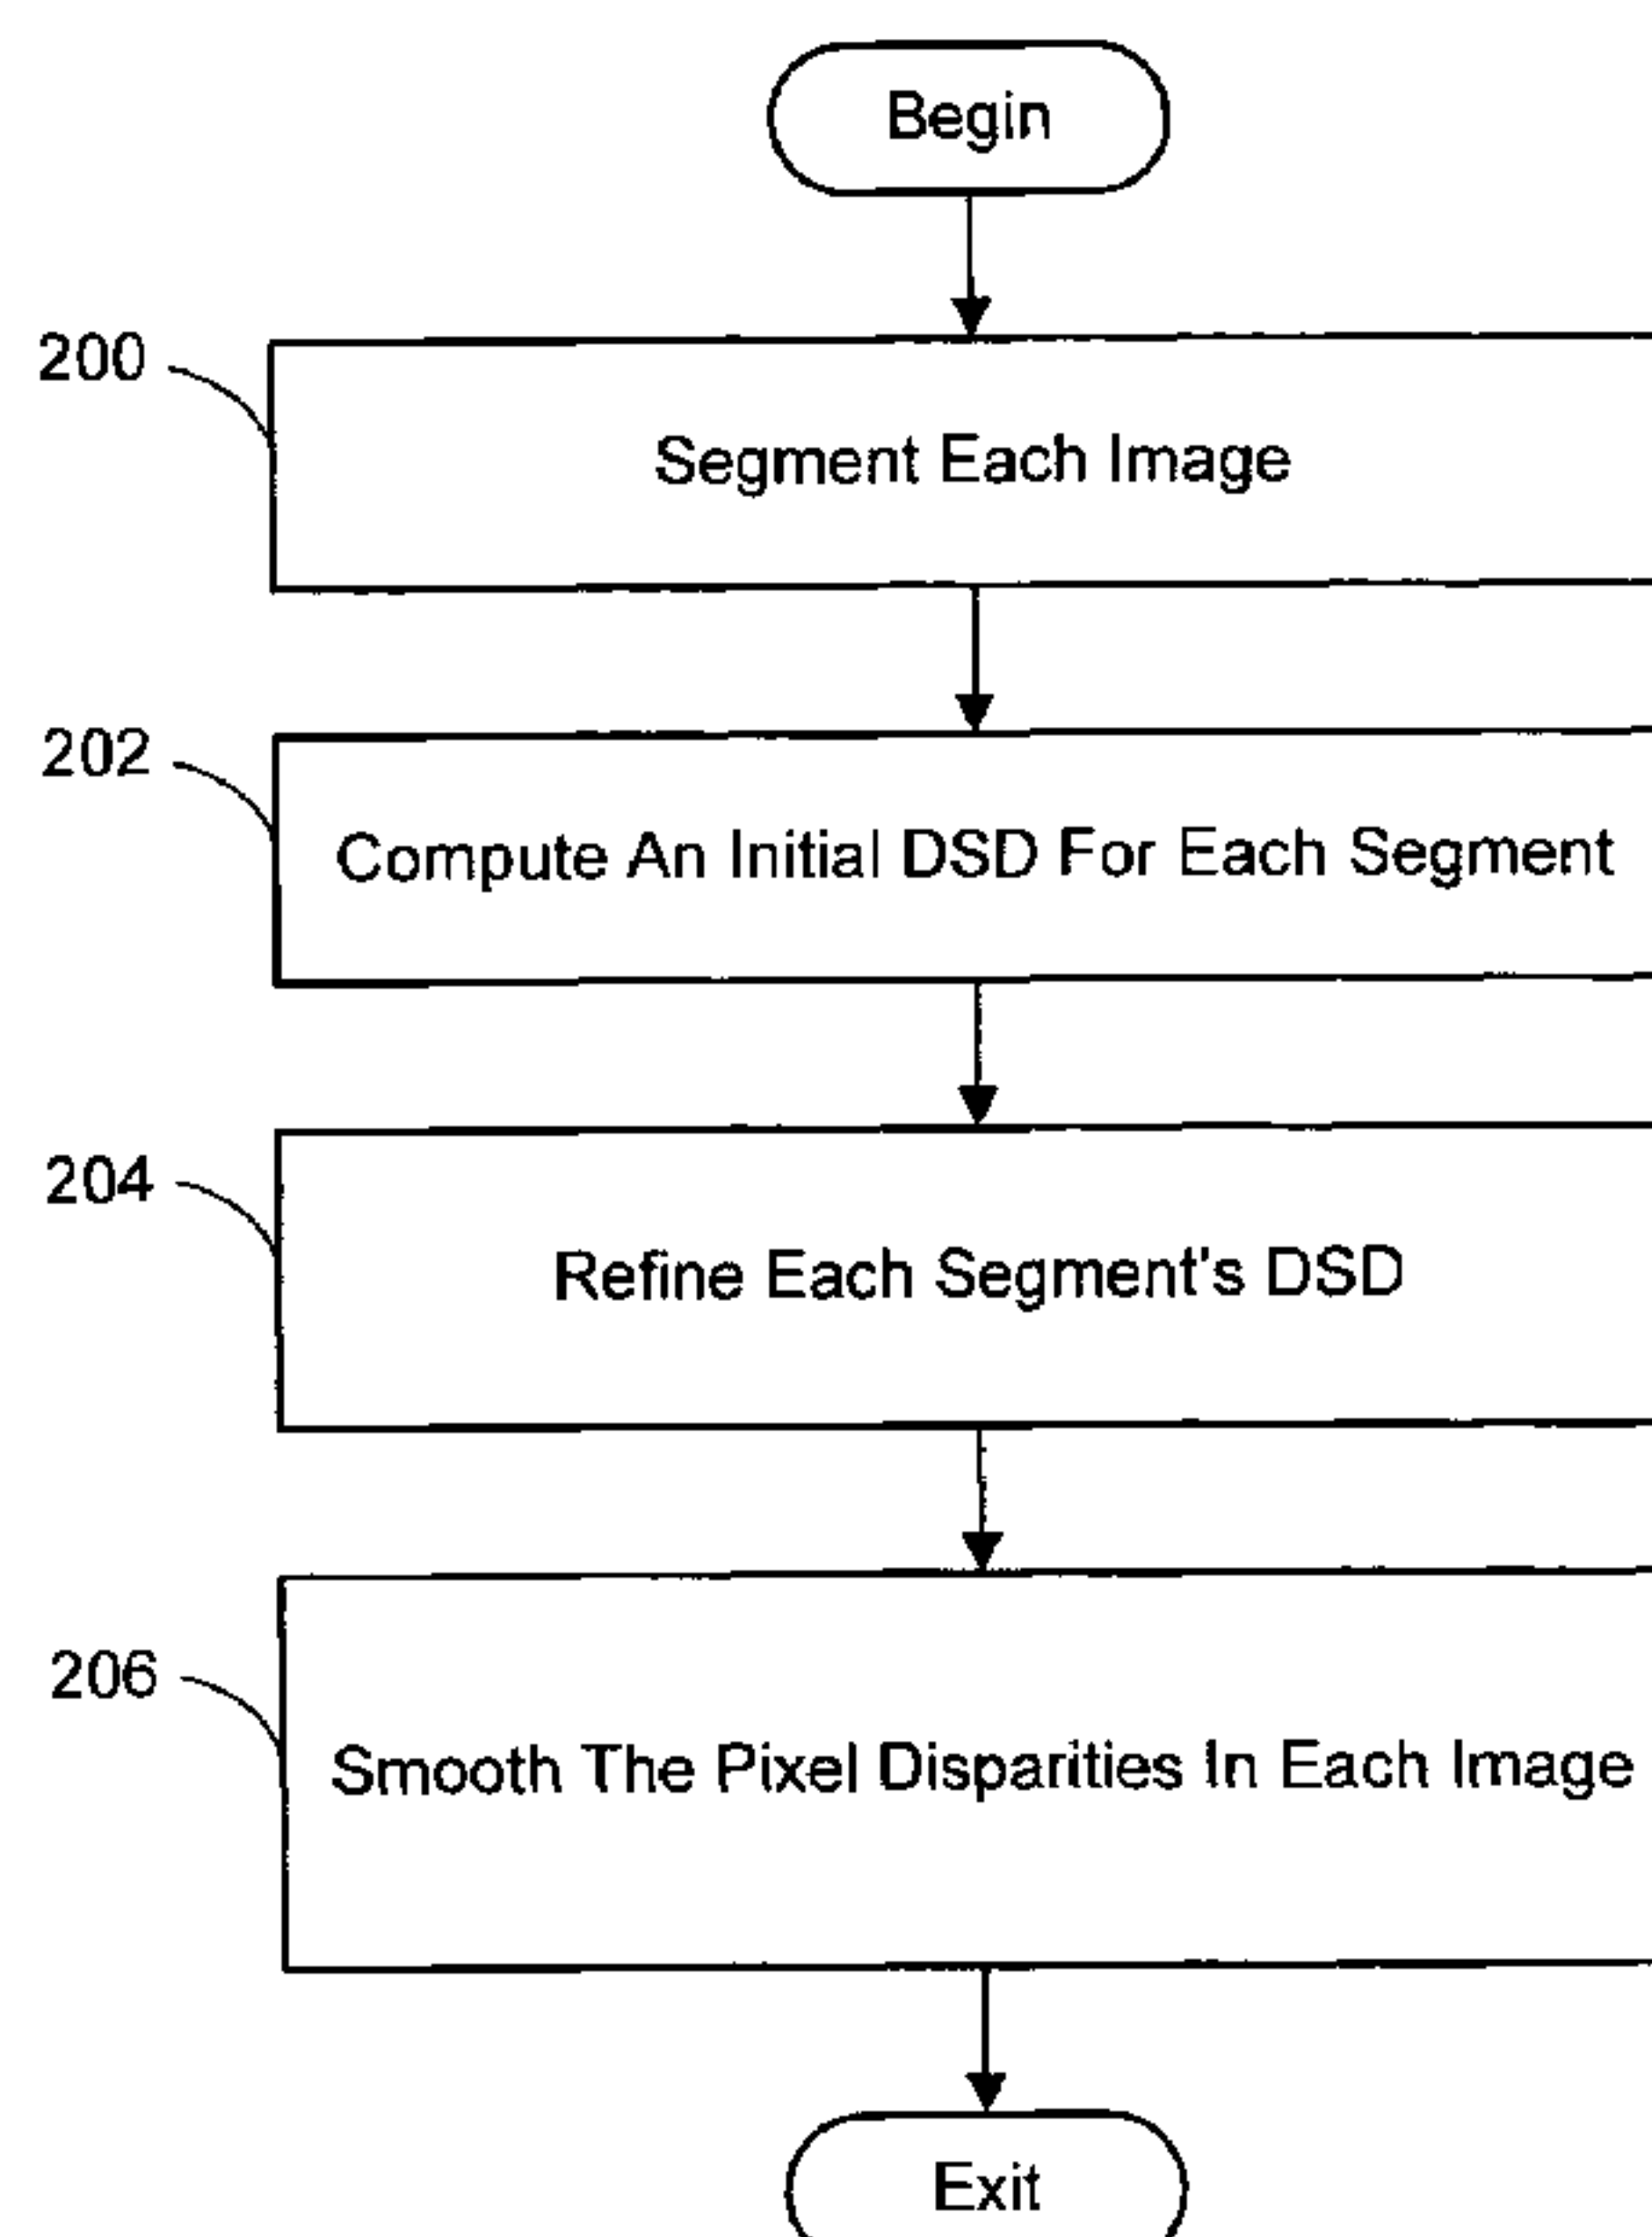 Begin
200
Segment Each Image
202
Compute An Initial DSD For Each Segment
204
Refine Each Segment's DSD
206
Smooth The Pixel Disparities In Each Image
Exit